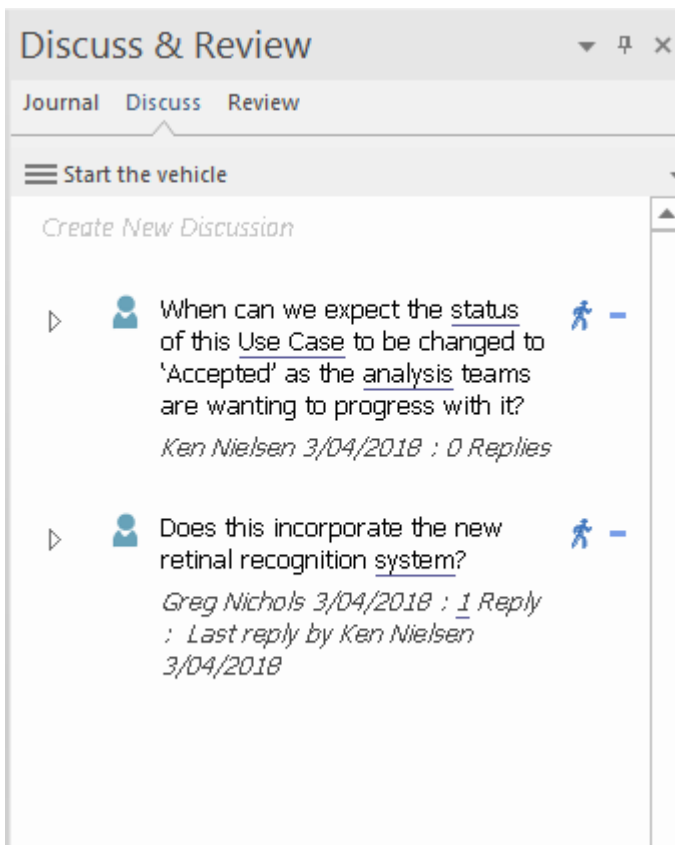 Discuss & Review
Journal Discuss Review
Start the vehicle
Create New Discussion
When can we expect the status
of this Use Case to be changed to
'Accepted' as the analysis teams
are wanting to progress with it?
Ken Nielsen 3/04/2018 : 0 Replies
Does this incorporate the new
retinal recognition system?
Greg Nichols 3/04/2018 : 1 Reply
: Last reply by Ken Nielsen
3/04/2018